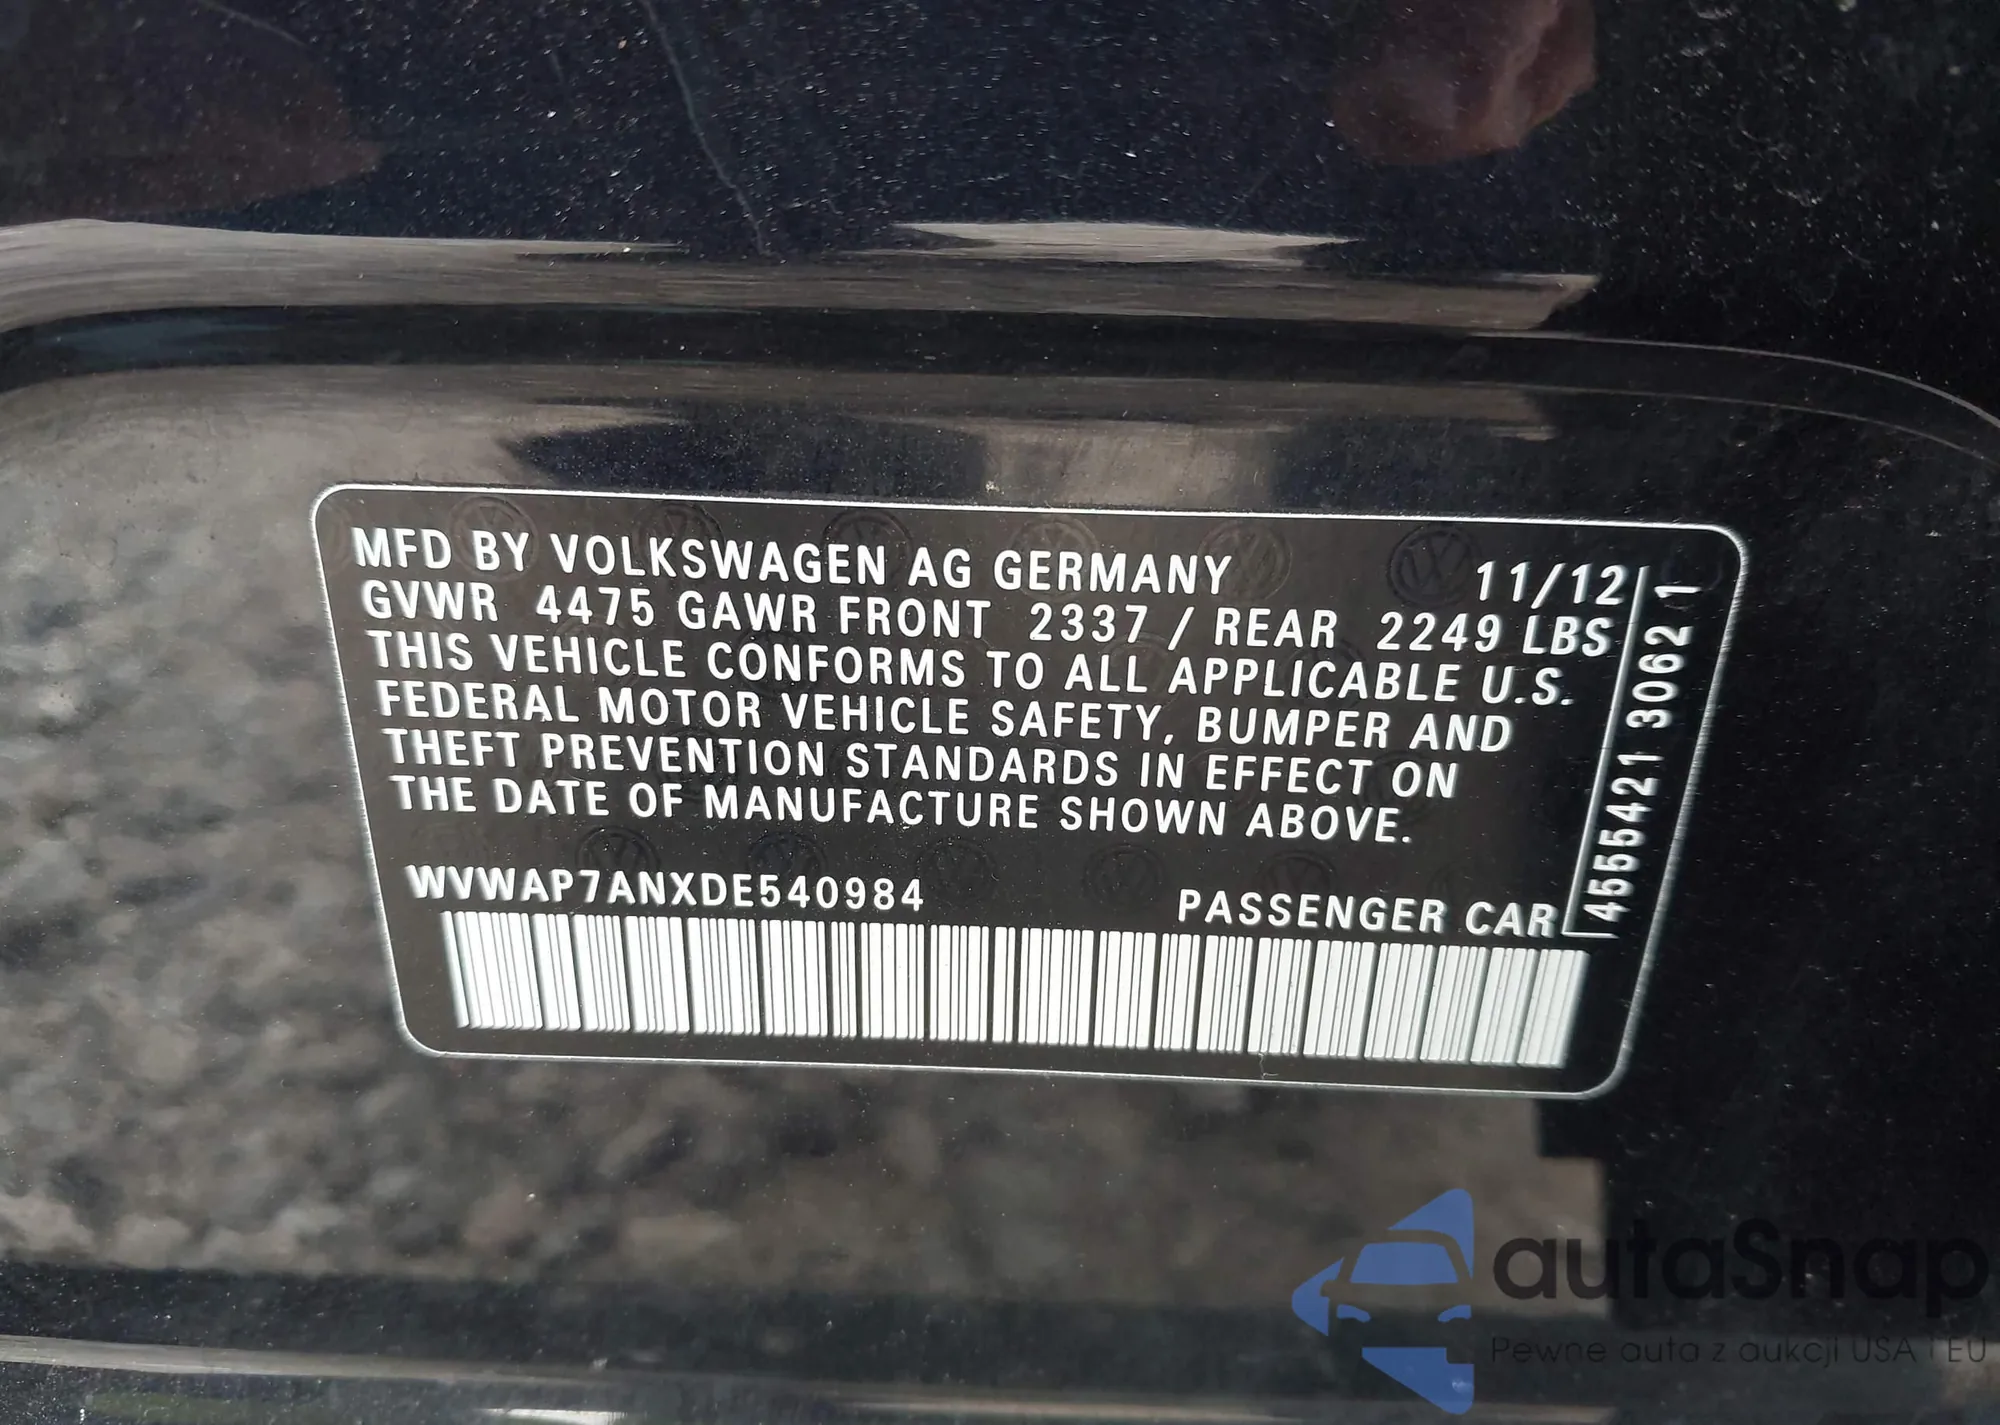 MFD BY VOLKSWAGEN AG GERMANY 11/12
GVWR 4475 GAWR FRONT 2337 / REAR 2249 LBS
THIS VEHICLE CONFORMS TO ALL APPLICABLE U.S.
FEDERAL MOTOR VEHICLE SAFETY, BUMPER AND
THEFT PREVENTION STANDARDS IN EFFECT ON
THE DATE OF MANUFACTURE SHOWN ABOVE.
WVWAP7ANXDE540984 PASSENGER CAR
4555421 3062 1
autaSnap
Pewne auta z aukcji USA i EU